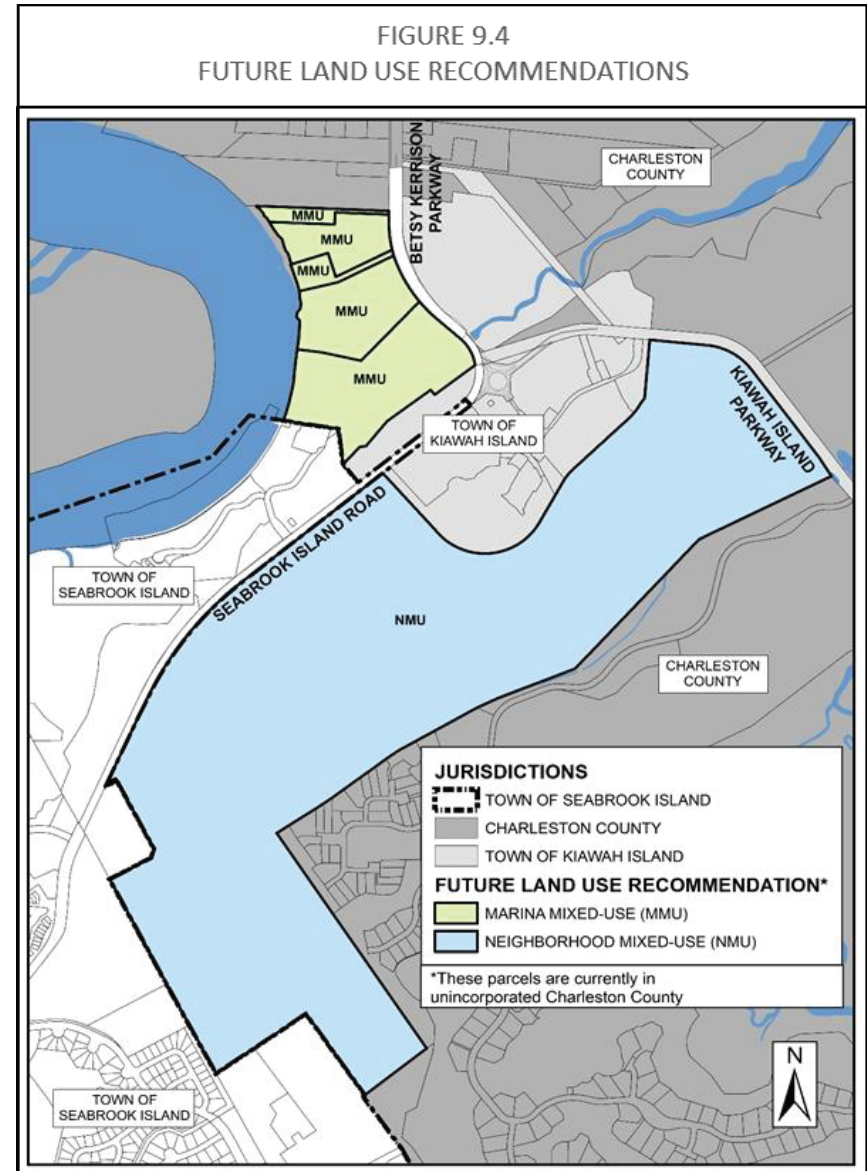 FIGURE 9.4
FUTURE LAND USE RECOMMENDATIONS
BETSY KERRISON
PARKWAY
CHARLESTON
COUNTY
MMU
MMU
MMU
MMU
MMU
KIAWAH ISLAND
PARKWAY
TOWN OF
KIAWAH ISLAND
SEABROOK ISLAND ROAD
TOWN OF
SEABROOK ISLAND
NMU
CHARLESTON
COUNTY
JURISDICTIONS
TOWN OF SEABROOK ISLAND
CHARLESTON COUNTY
TOWN OF KIAWAH ISLAND
FUTURE LAND USE RECOMMENDATION*
MARINA MIXED-USE (MMU)
NEIGHBORHOOD MIXED-USE (NMU)
*These parcels are currently in
unincorporated Charleston County
N
TOWN OF
SEABROOK ISLAND